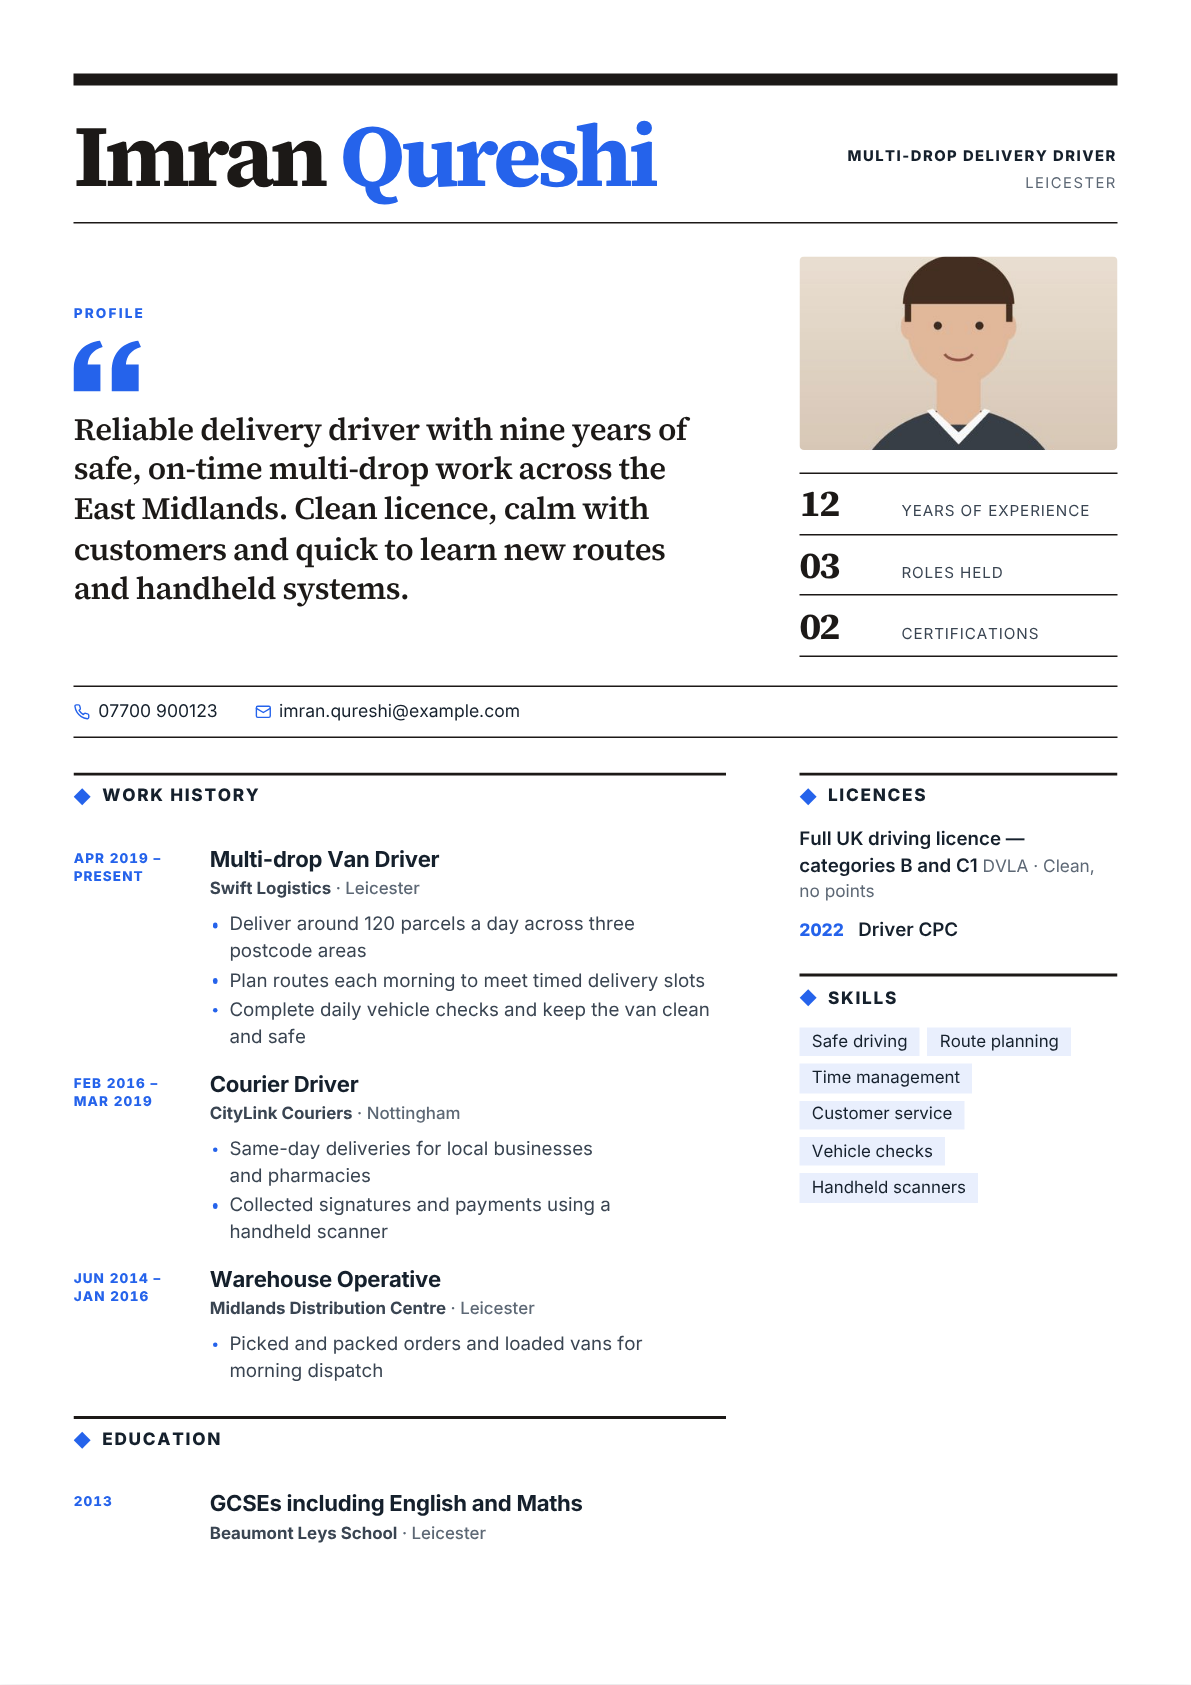 Imran Qureshi
MULTI-DROP DELIVERY DRIVER
LEICESTER
PROFILE
“
Reliable delivery driver with nine years of
safe, on-time multi-drop work across the
East Midlands. Clean licence, calm with
customers and quick to learn new routes
and handheld systems.
12 YEARS OF EXPERIENCE
03 ROLES HELD
02 CERTIFICATIONS
07700 900123 imran.qureshi@example.com
WORK HISTORY
APR 2019 –
PRESENT
Multi-drop Van Driver
Swift Logistics · Leicester
• Deliver around 120 parcels a day across three
postcode areas
• Plan routes each morning to meet timed delivery slots
• Complete daily vehicle checks and keep the van clean
and safe
FEB 2016 –
MAR 2019
Courier Driver
CityLink Couriers · Nottingham
• Same-day deliveries for local businesses
and pharmacies
• Collected signatures and payments using a
handheld scanner
JUN 2014 –
JAN 2016
Warehouse Operative
Midlands Distribution Centre · Leicester
• Picked and packed orders and loaded vans for
morning dispatch
EDUCATION
2013
GCSEs including English and Maths
Beaumont Leys School · Leicester
LICENCES
Full UK driving licence —
categories B and C1 DVLA · Clean,
no points
2022 Driver CPC
SKILLS
Safe driving Route planning
Time management
Customer service
Vehicle checks
Handheld scanners